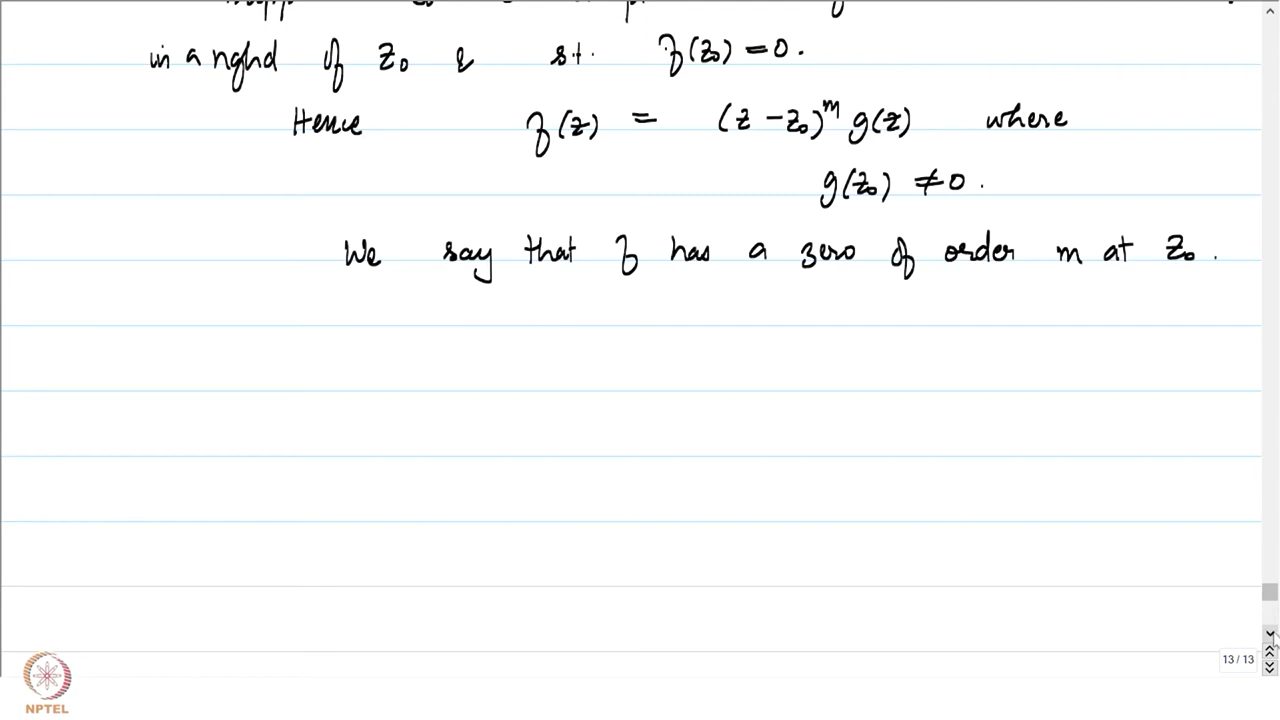 in a nghd of z₀ & s.t. f(z₀) = 0.
Hence f(z) = (z - z₀)ᵐ g(z) where
g(z₀) ≠ 0.
We say that f has a zero of order m at z₀.
13 / 13
NPTEL